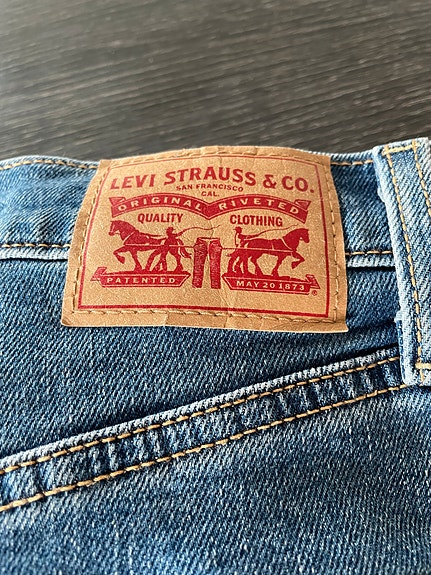 LEVI STRAUSS & CO.
SAN FRANCISCO
CAL.
ORIGINAL RIVETED
QUALITY CLOTHING
PATENTED MAY 20 1873
®